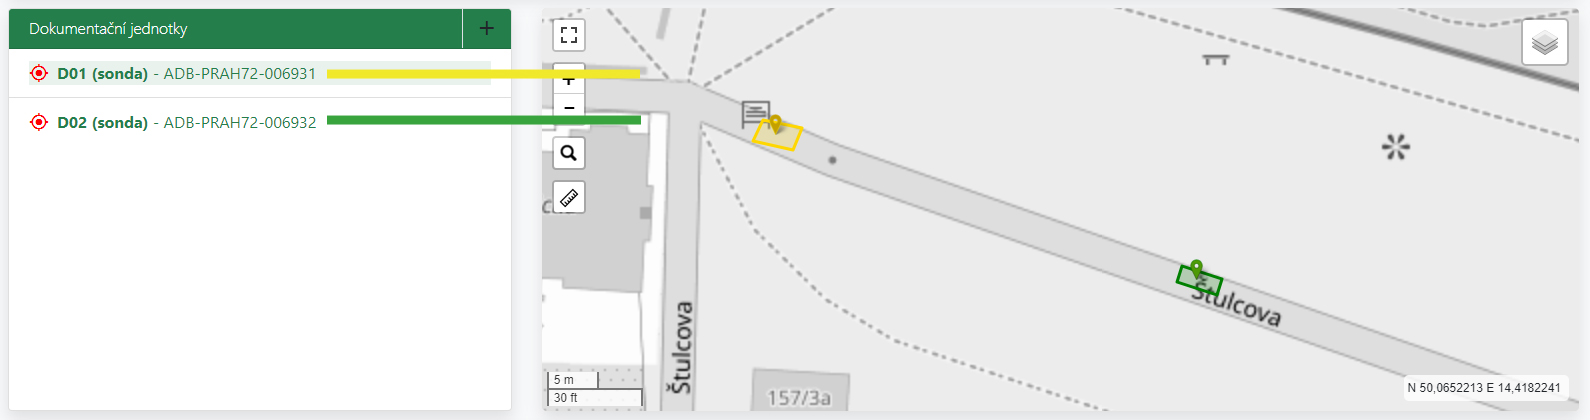 Dokumentační jednotky +
D01 (sonda) - ADB-PRAH72-006931
D02 (sonda) - ADB-PRAH72-006932
+
−
Štulcova
Štulcova
157/3a
5 m
30 ft
N 50,0652213 E 14,4182241